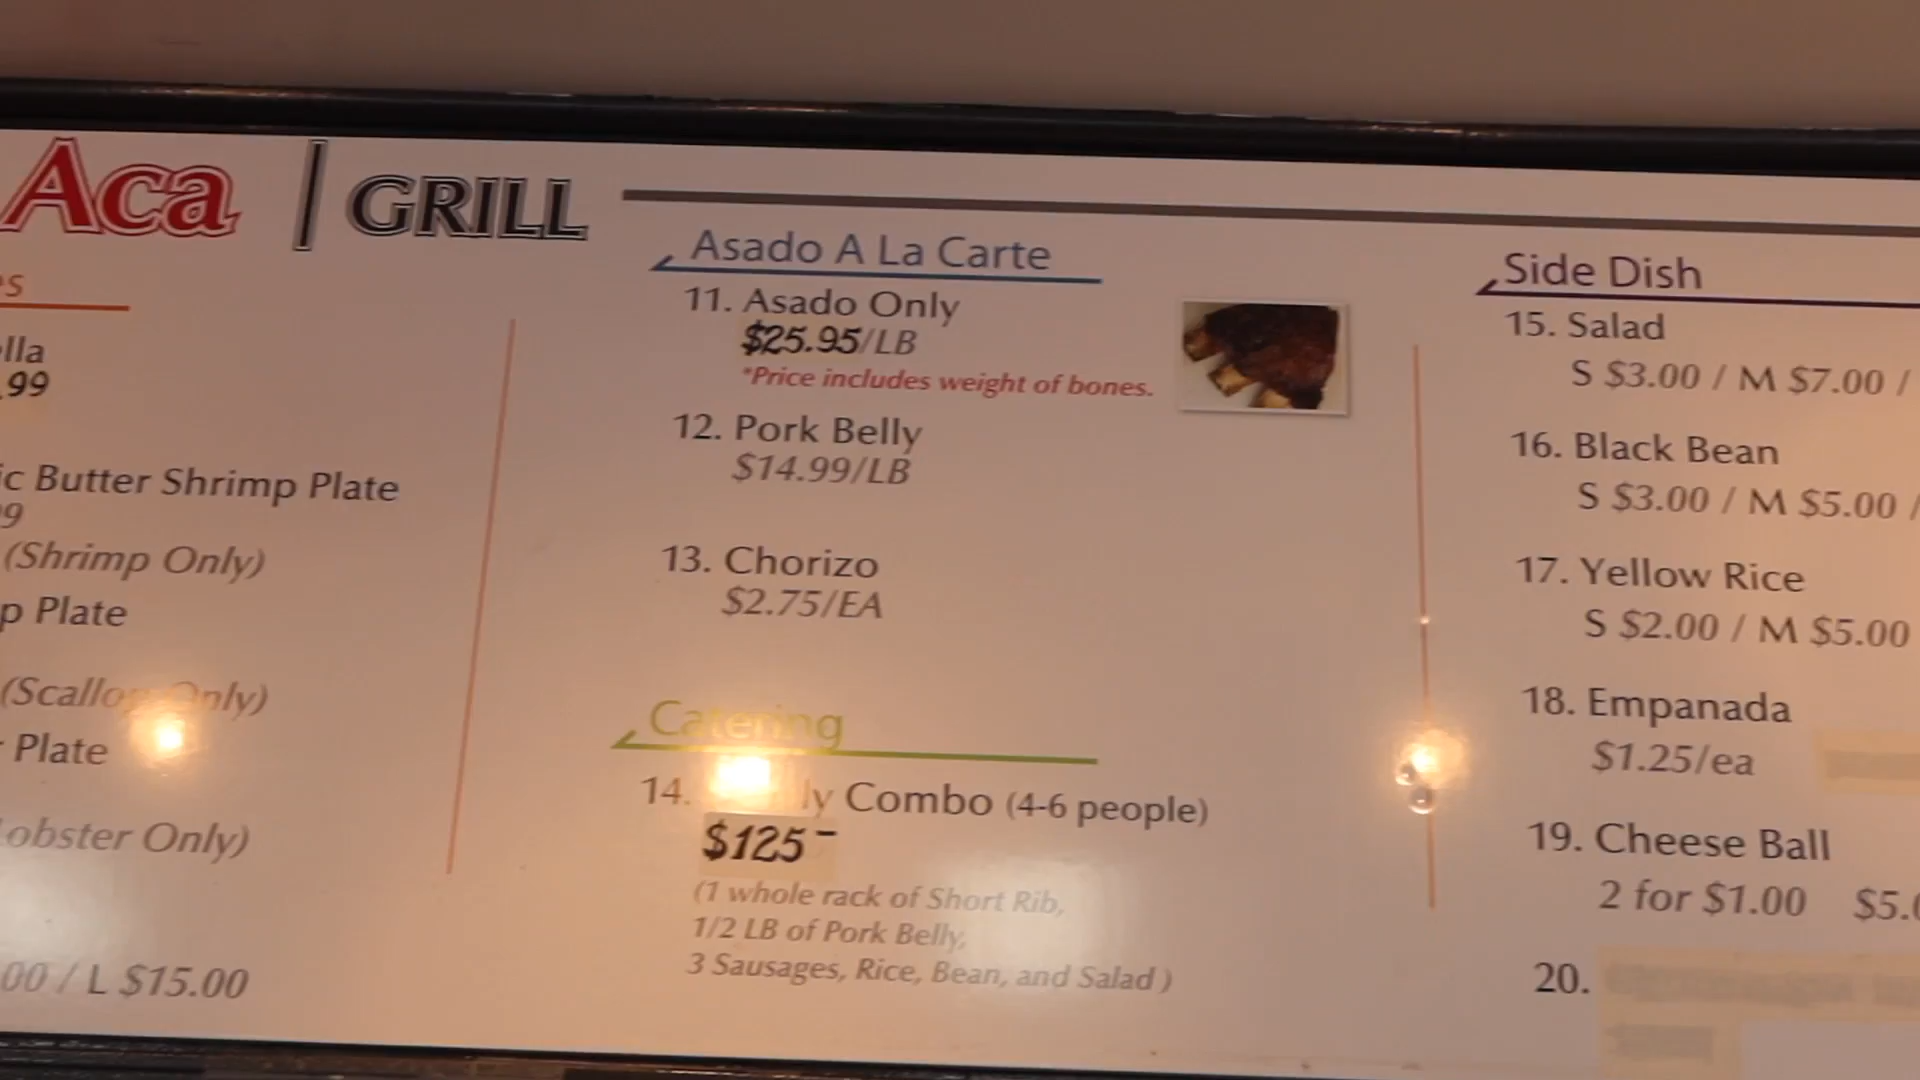 Aca | GRILL
Butter Shrimp Plate
(Shrimp Only)
Plate
(Scallop Only)
Plate
Only)
L $15.00
Asado A La Carte
11. Asado Only
$25.95/LB
*Price includes weight of bones.
12. Pork Belly
$14.99/LB
13. Chorizo
$2.75/EA
Catering
14. Combo (4-6 people)
$125-
(1 whole rack of Short Rib,
1/2 LB of Pork Belly,
3 Sausages, Rice, Bean, and Salad )
Side Dish
15. Salad
S $3.00 / M $7.00 /
16. Black Bean
S $3.00 / M $5.00 /
17. Yellow Rice
S $2.00 / M $5.00
18. Empanada
$1.25/ea
19. Cheese Ball
2 for $1.00
20.